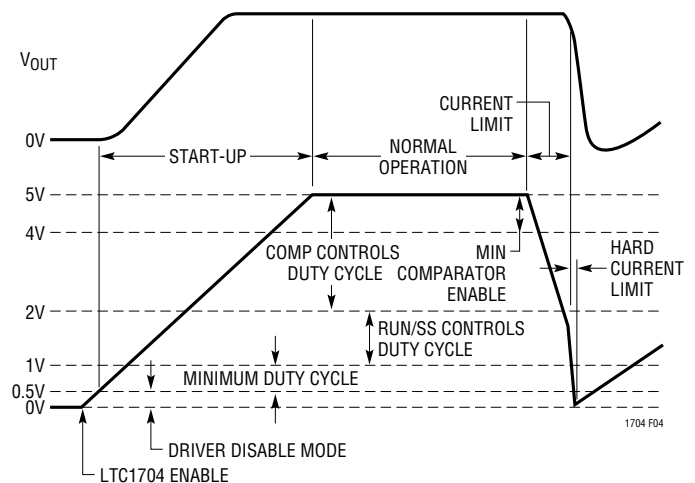 VOUT
0V
START-UP
NORMAL
OPERATION
CURRENT
LIMIT
5V
4V
COMP CONTROLS
DUTY CYCLE
MIN
COMPARATOR
ENABLE
HARD
CURRENT
LIMIT
2V
RUN/SS CONTROLS
DUTY CYCLE
1V
MINIMUM DUTY CYCLE
0.5V
0V
1704 F04
DRIVER DISABLE MODE
LTC1704 ENABLE